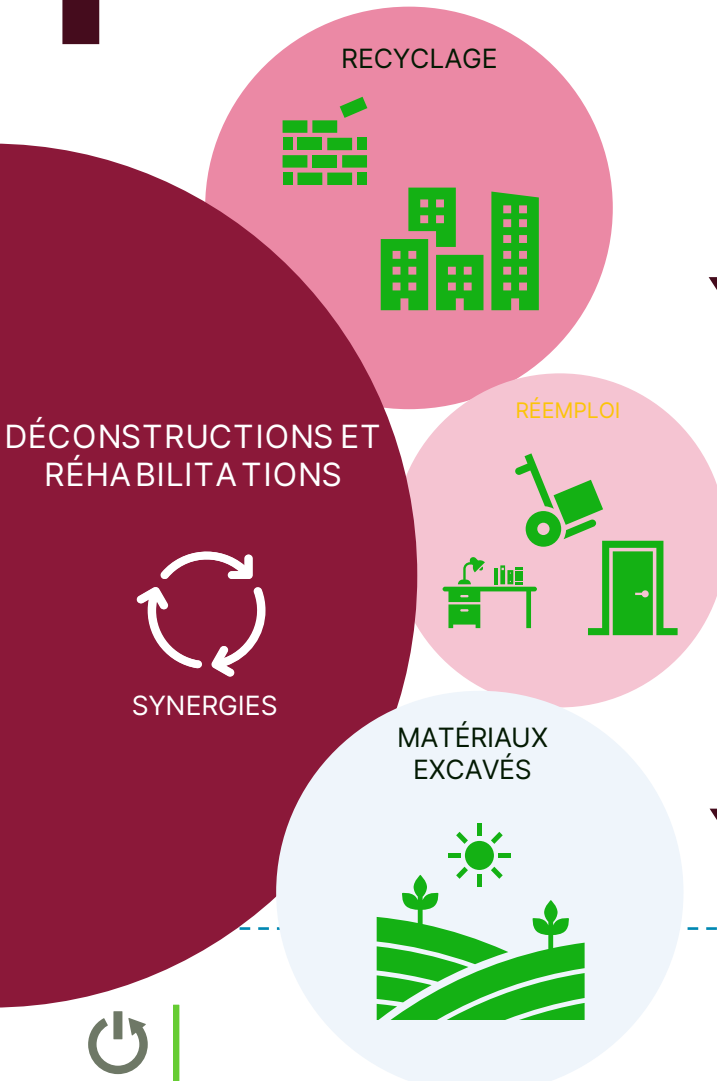 RECYCLAGE
RÉEMPLOI
DÉCONSTRUCTIONS ET
RÉHABILITATIONS
SYNERGIES
MATÉRIAUX
EXCAVÉS